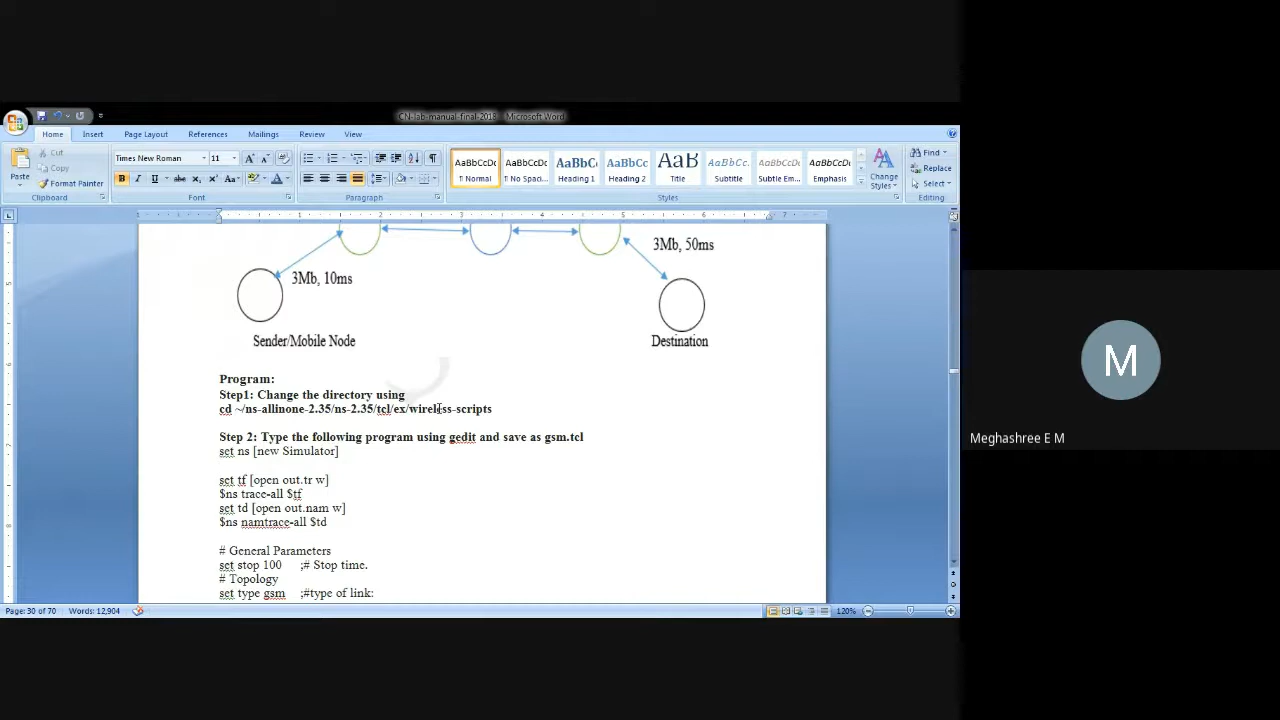 CN-lab-manual-final-2018 - Microsoft Word
Home Insert Page Layout References Mailings Review View
Paste
Cut
Copy
Format Painter
Clipboard
Times New Roman 11
Font
Paragraph
AaBbCcDc AaBbCcDc AaBbC AaBbCc AaB AaBbCc. AaBbCcDc AaBbCcDc
¶ Normal ¶ No Spaci... Heading 1 Heading 2 Title Subtitle Subtle Em... Emphasis
Change Styles
Styles
Find
Replace
Select
Editing
3Mb, 50ms
3Mb, 10ms
Sender/Mobile Node Destination
Program:
Step1: Change the directory using
cd ~/ns-allinone-2.35/ns-2.35/tcl/ex/wireless-scripts
Step 2: Type the following program using gedit and save as gsm.tcl
set ns [new Simulator]
set tf [open out.tr w]
$ns trace-all $tf
set td [open out.nam w]
$ns namtrace-all $td
# General Parameters
set stop 100 ;# Stop time.
# Topology
set type gsm ;#type of link:
Page: 30 of 70 Words: 12,904 120%
M
Meghashree E M